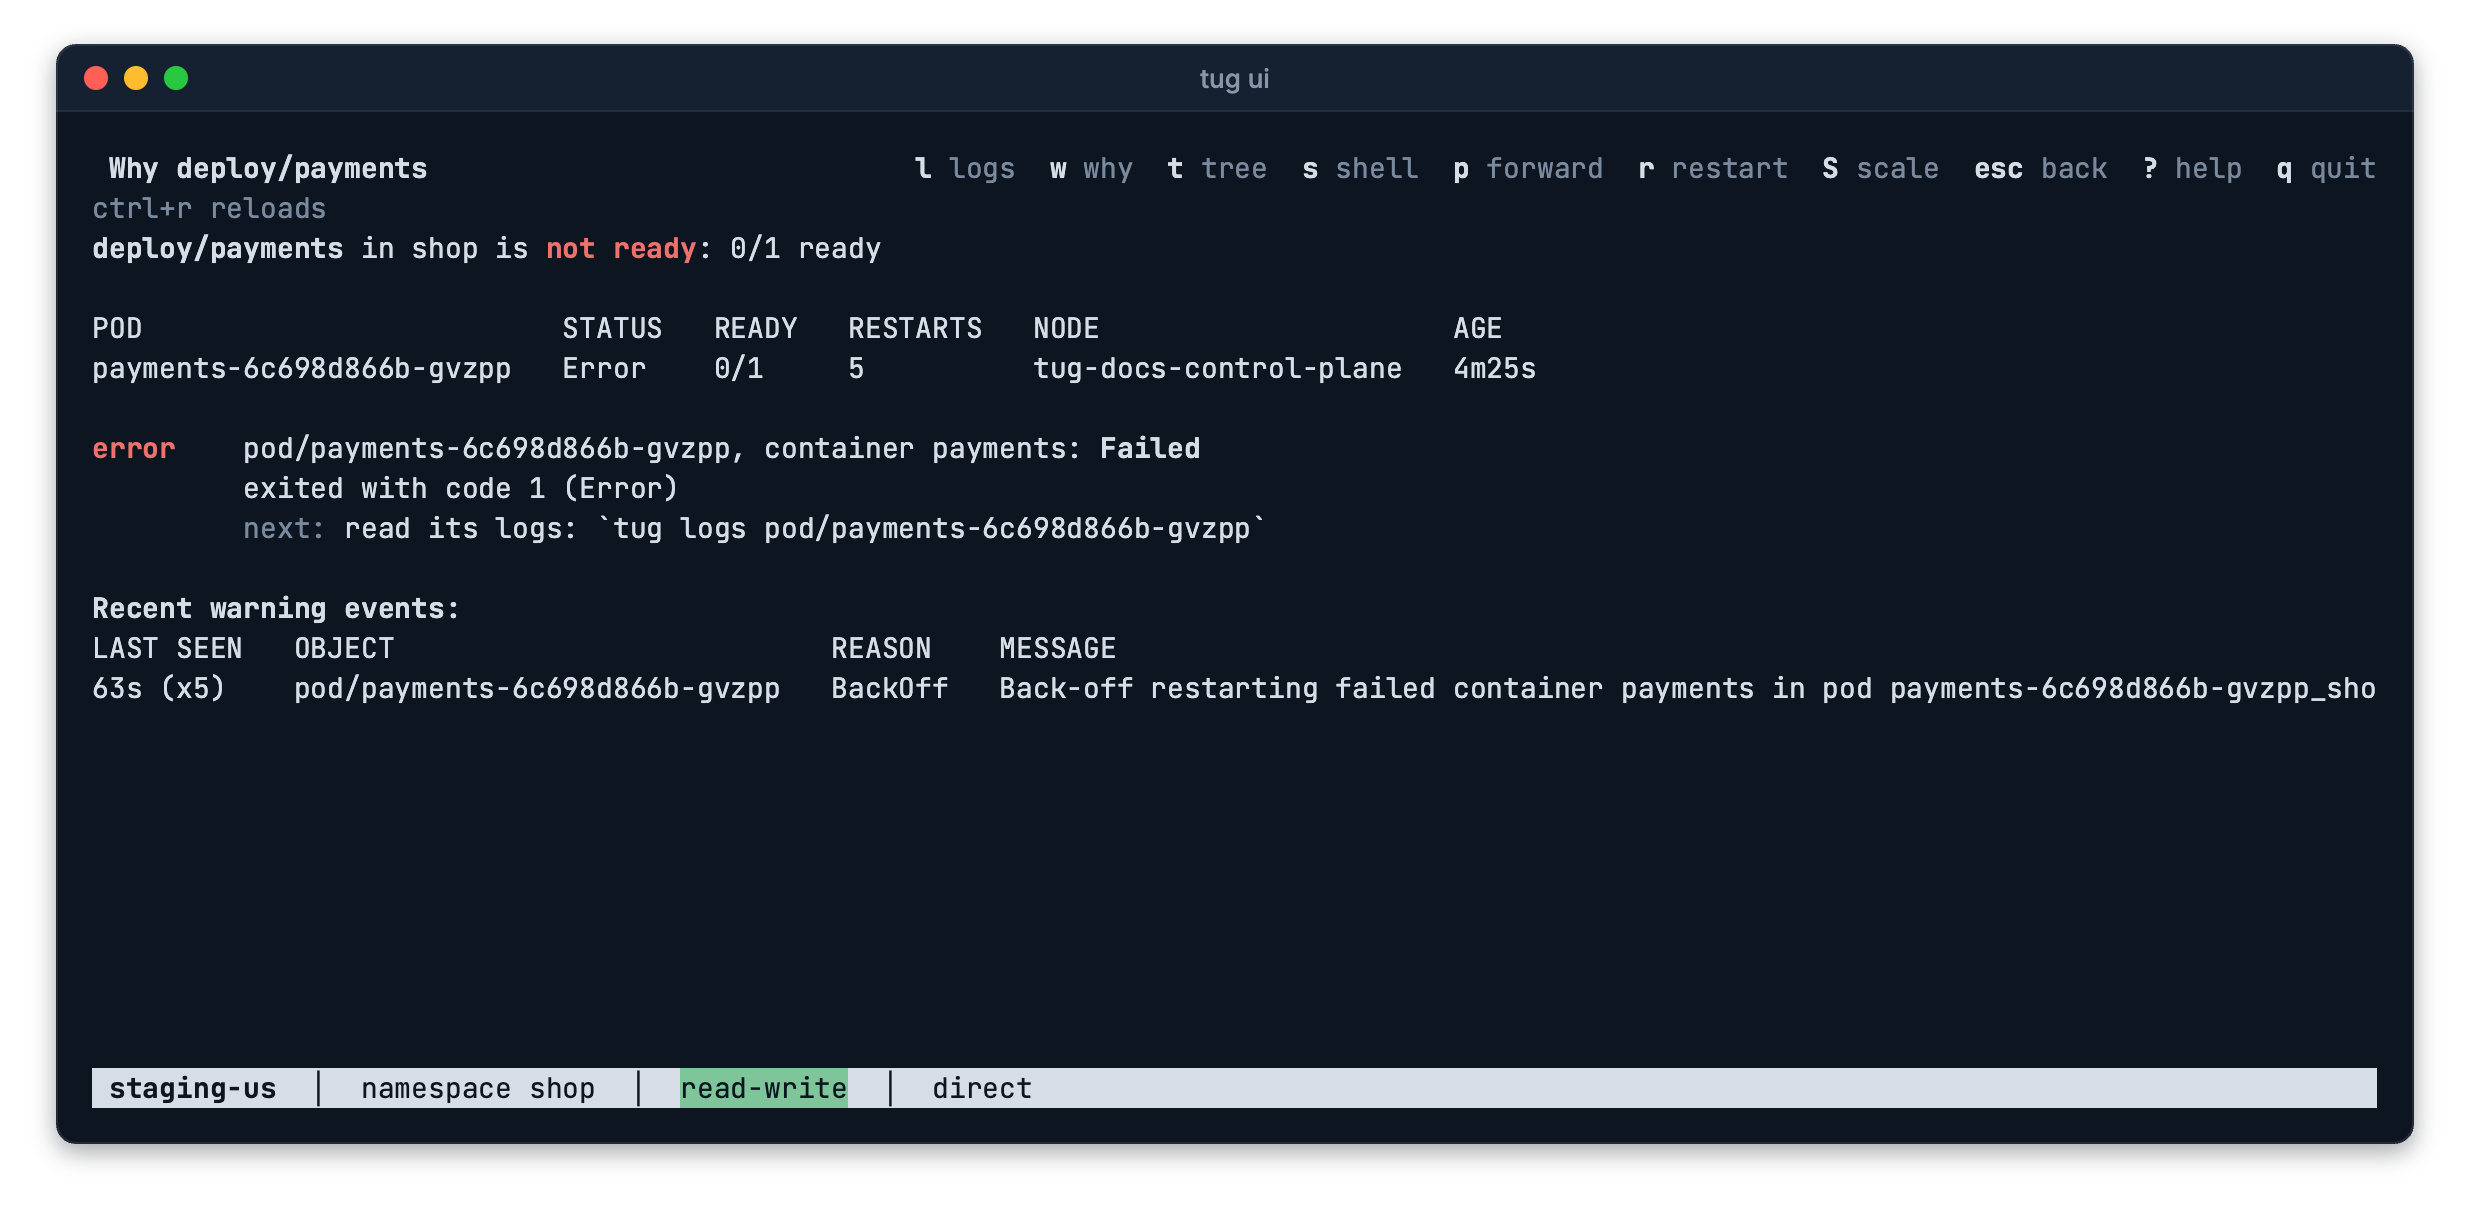 tug ui
Why deploy/payments l logs w why t tree s shell p forward r restart S scale esc back ? help q quit
ctrl+r reloads
deploy/payments in shop is not ready: 0/1 ready
POD STATUS READY RESTARTS NODE AGE
payments-6c698d866b-gvzpp Error 0/1 5 tug-docs-control-plane 4m25s
error pod/payments-6c698d866b-gvzpp, container payments: Failed
exited with code 1 (Error)
next: read its logs: `tug logs pod/payments-6c698d866b-gvzpp`
Recent warning events:
LAST SEEN OBJECT REASON MESSAGE
63s (x5) pod/payments-6c698d866b-gvzpp BackOff Back-off restarting failed container payments in pod payments-6c698d866b-gvzpp_sho
staging-us │ namespace shop │ read-write │ direct